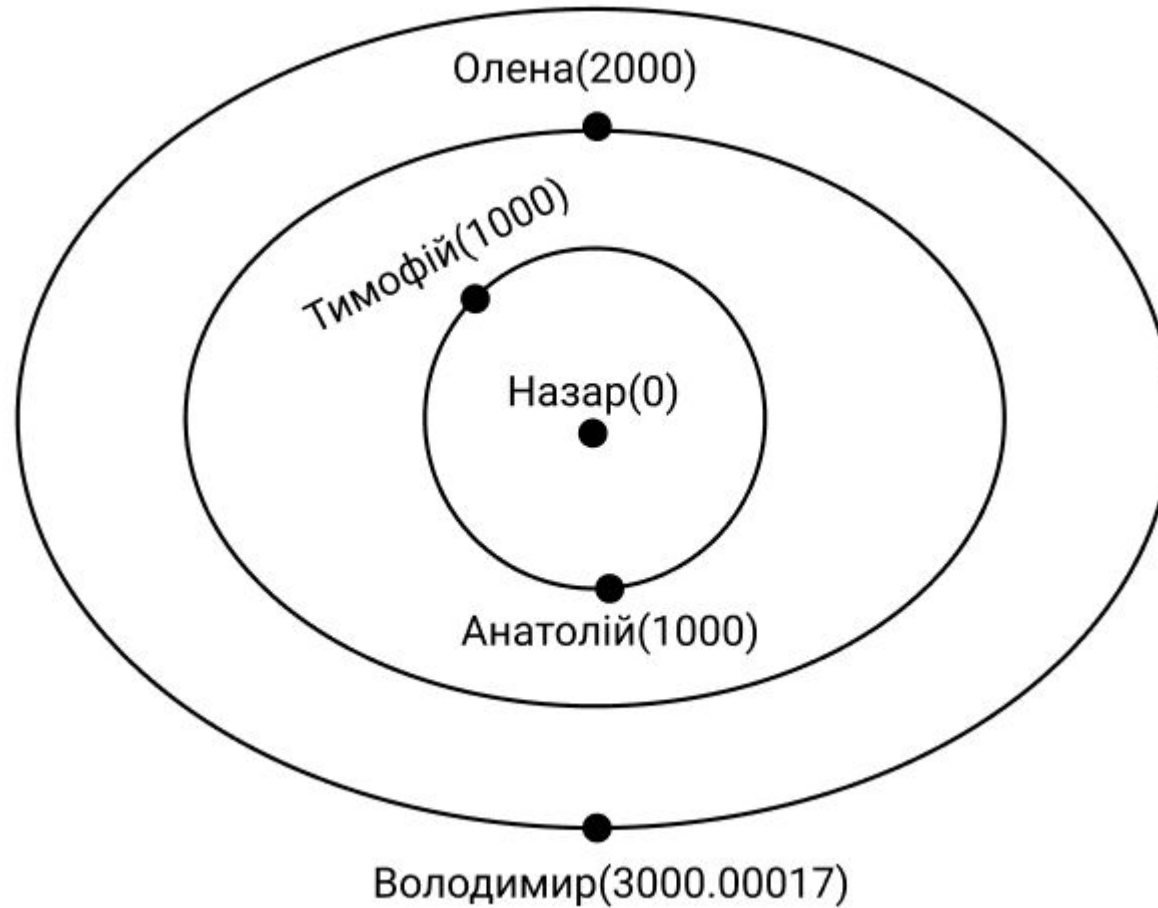 Олена(2000)
Тимофій(1000)
Назар(0)
Анатолій(1000)
Володимир(3000.00017)